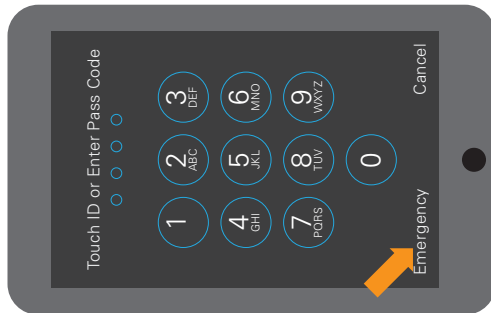 Touch ID or Enter Pass Code
1
2
ABC
3
DEF
4
GHI
5
JKL
6
MNO
7
PQRS
8
TUV
9
WXYZ
0
Emergency
Cancel